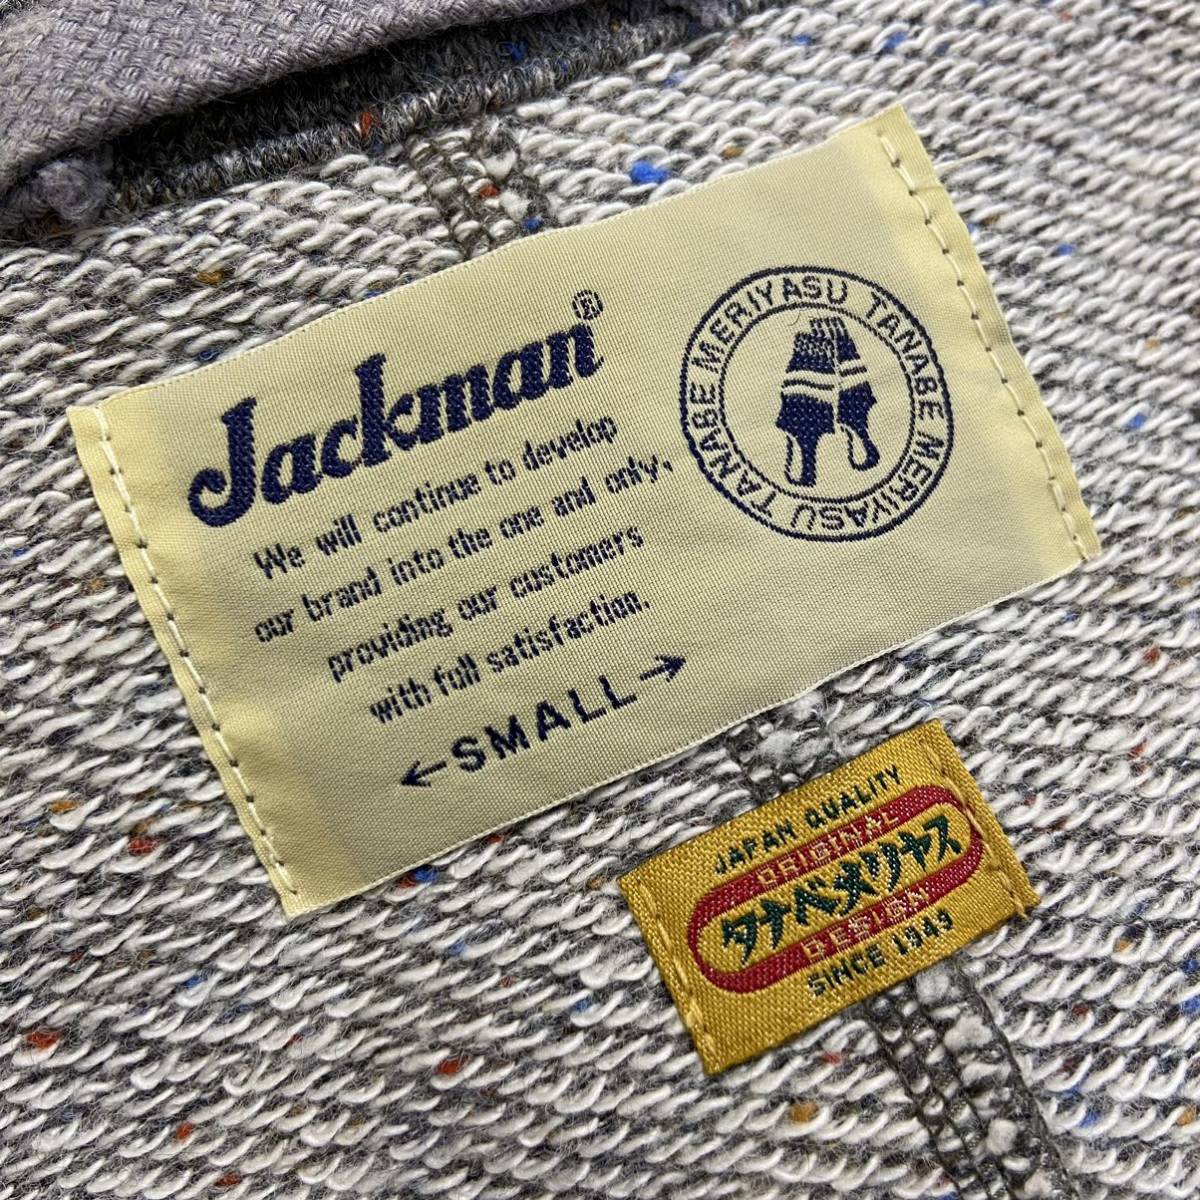 Jackman®
We will continue to develop
our brand into the one and only,
providing our customers
with full satisfaction.
←SMALL→
TANABE MERIYASU TANABE MERIYASU
JAPAN QUALITY
ORIGINAL
タナベメリヤス
DESIGN
SINCE 1949